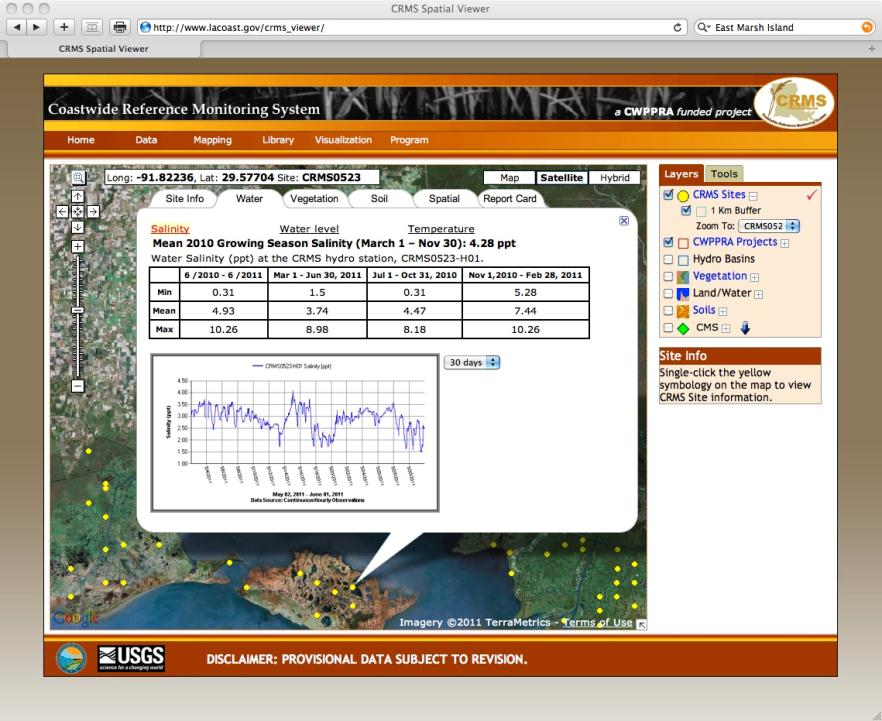 CRMS Spatial Viewer
http://www.lacoast.gov/crms_viewer/
East Marsh Island
CRMS Spatial Viewer
Coastwide Reference Monitoring System
a CWPPRA funded project
CRMS
Home Data Mapping Library Visualization Program
Long: -91.82236, Lat: 29.57704 Site: CRMS0523
Map Satellite Hybrid
Site Info Water Vegetation Soil Spatial Report Card
Salinity Water level Temperature
Mean 2010 Growing Season Salinity (March 1 – Nov 30): 4.28 ppt
Water Salinity (ppt) at the CRMS hydro station, CRMS0523-H01.
6 /2010 - 6 /2011 Mar 1 - Jun 30, 2011 Jul 1 - Oct 31, 2010 Nov 1,2010 - Feb 28, 2011
Min 0.31 1.5 0.31 5.28
Mean 4.93 3.74 4.47 7.44
Max 10.26 8.98 8.18 10.26
30 days
CRMS0523-H01 Salinity (ppt)
Salinity (ppt)
4.50
4.00
3.50
3.00
2.50
2.00
1.50
1.00
May 02, 2011 - June 01, 2011
Data Source: Continuous Hourly Observations
Google
Imagery ©2011 TerraMetrics - Terms of Use
Layers Tools
CRMS Sites
1 Km Buffer
Zoom To: CRMS052
CWPPRA Projects
Hydro Basins
Vegetation
Land/Water
Soils
CMS
Site Info
Single-click the yellow
symbology on the map to view
CRMS Site information.
USGS
science for a changing world
DISCLAIMER: PROVISIONAL DATA SUBJECT TO REVISION.